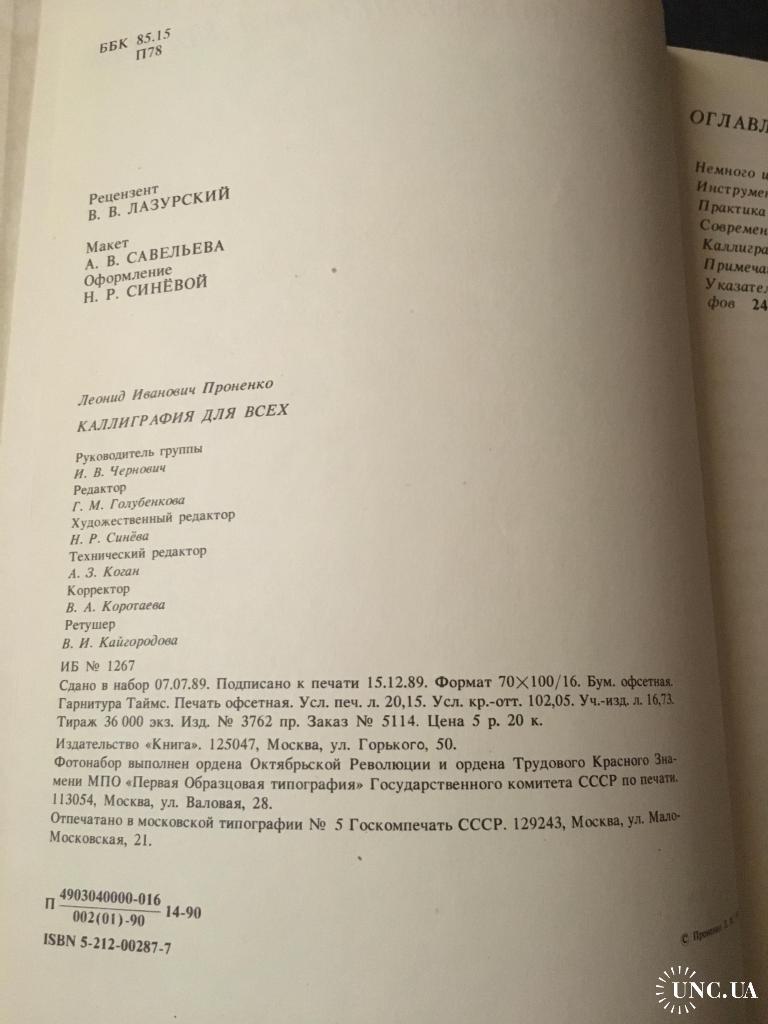 ББК 85.15
П78
Рецензент
В. В. ЛАЗУРСКИЙ
Макет
А. В. САВЕЛЬЕВА
Оформление
Н. Р. СИНЁВОЙ
Леонид Иванович Проненко
КАЛЛИГРАФИЯ ДЛЯ ВСЕХ
Руководитель группы
И. В. Чернович
Редактор
Г. М. Голубенкова
Художественный редактор
Н. Р. Синёва
Технический редактор
А. З. Коган
Корректор
В. А. Коротаева
Ретушер
В. И. Кайгородова
ИБ № 1267
Сдано в набор 07.07.89. Подписано к печати 15.12.89. Формат 70×100/16. Бум. офсетная.
Гарнитура Таймс. Печать офсетная. Усл. печ. л. 20,15. Усл. кр.-отт. 102,05. Уч.-изд. л. 16,73.
Тираж 36 000 экз. Изд. № 3762 пр. Заказ № 5114. Цена 5 р. 20 к.
Издательство «Книга». 125047, Москва, ул. Горького, 50.
Фотонабор выполнен ордена Октябрьской Революции и ордена Трудового Красного Зна-
мени МПО «Первая Образцовая типография» Государственного комитета СССР по печати.
113054, Москва, ул. Валовая, 28.
Отпечатано в московской типографии № 5 Госкомпечать СССР. 129243, Москва, ул. Мало-
Московская, 21.
П 4903040000-016
002(01)-90 14-90
ISBN 5-212-00287-7
© Проненко
ОГЛАВЛ
Немного и
Инструмен
Практика
Современ
Каллигра
Примеча
Указател
фов 24
UNC.UA